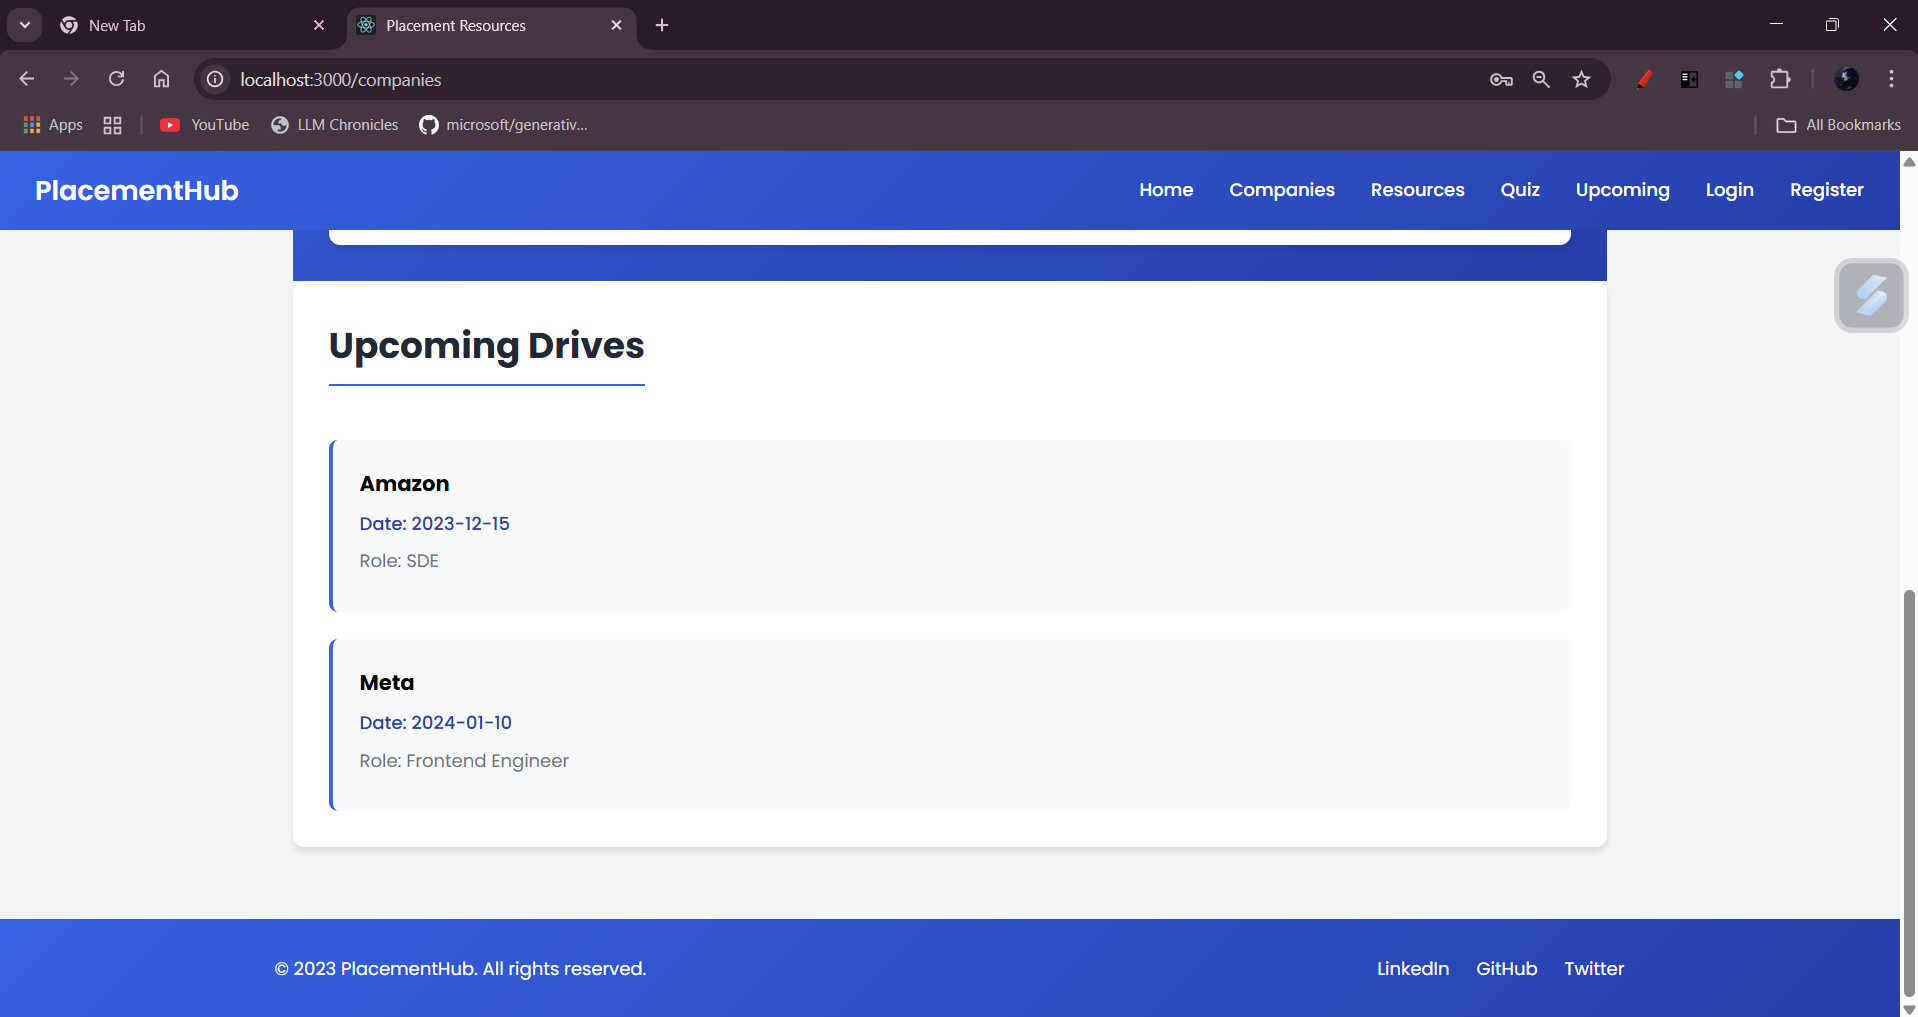 New Tab
Placement Resources
localhost:3000/companies
Apps
YouTube
LLM Chronicles
microsoft/generativ...
All Bookmarks
PlacementHub
Home Companies Resources Quiz Upcoming Login Register
Upcoming Drives
Amazon
Date: 2023-12-15
Role: SDE
Meta
Date: 2024-01-10
Role: Frontend Engineer
© 2023 PlacementHub. All rights reserved.
LinkedIn GitHub Twitter